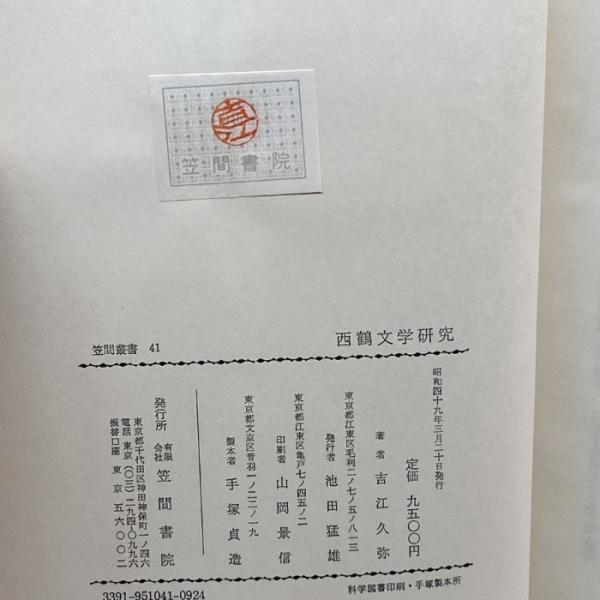 笠間書院
西鶴文学研究
笠間叢書 41
昭和四十九年三月二十日発行
定価 九五〇〇円
著者 吉江久弥
東京都江東区毛利二ノ七ノ五ノ八一三
発行者 池田猛雄
東京都江東区亀戸七ノ四五ノ二
印刷者 山岡景信
東京都文京区音羽一ノ二二ノ一九
製本者 手塚貞造
発行所 有限会社 笠間書院
東京都千代田区神田神保町一ノ四六
電話 東京(〇三)二九四-〇九九六
振替口座 東京 五六〇〇二
3391-951041-0924
科学図書印刷・手塚製本所